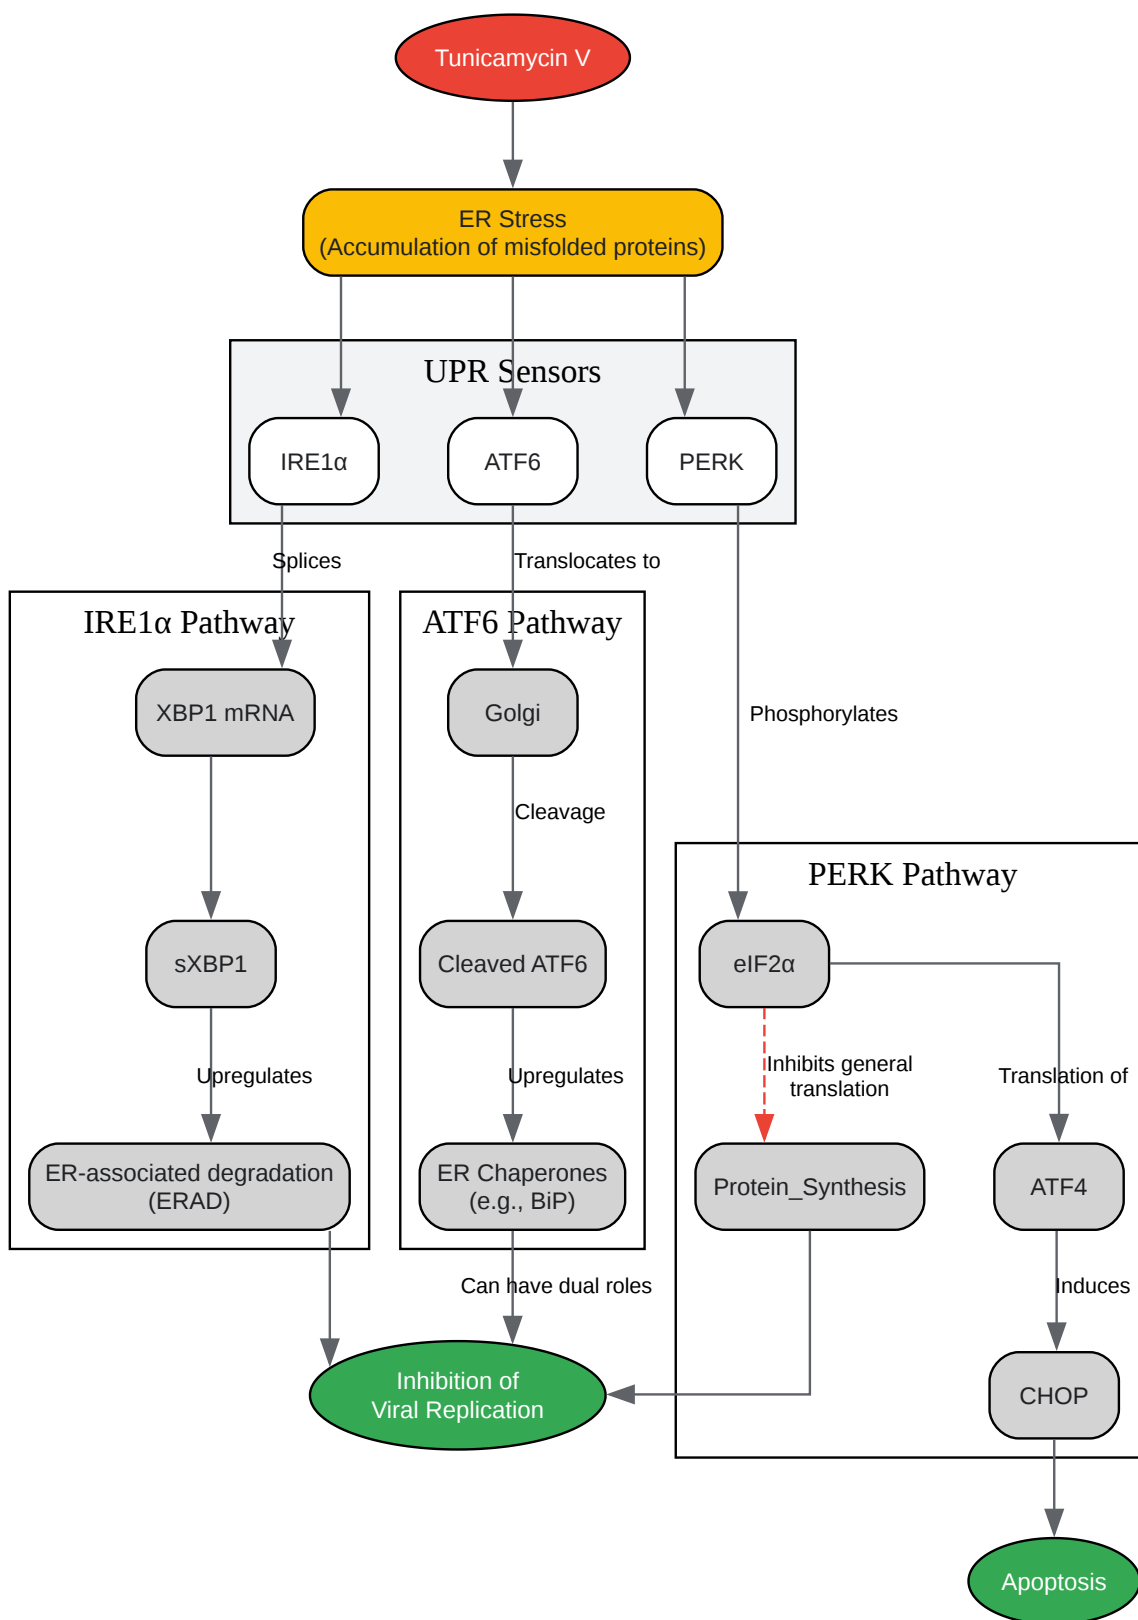 Tunicamycin V
ER Stress
(Accumulation of misfolded proteins)
UPR Sensors
IRE1α
ATF6
PERK
Splices
Translocates to
IRE1α Pathway
ATF6 Pathway
XBP1 mRNA
Golgi
Phosphorylates
Cleavage
PERK Pathway
sXBP1
Cleaved ATF6
eIF2α
Upregulates
Upregulates
Inhibits general
translation
Translation of
ER-associated degradation
(ERAD)
ER Chaperones
(e.g., BiP)
Protein_Synthesis
ATF4
Can have dual roles
Induces
Inhibition of
Viral Replication
CHOP
Apoptosis